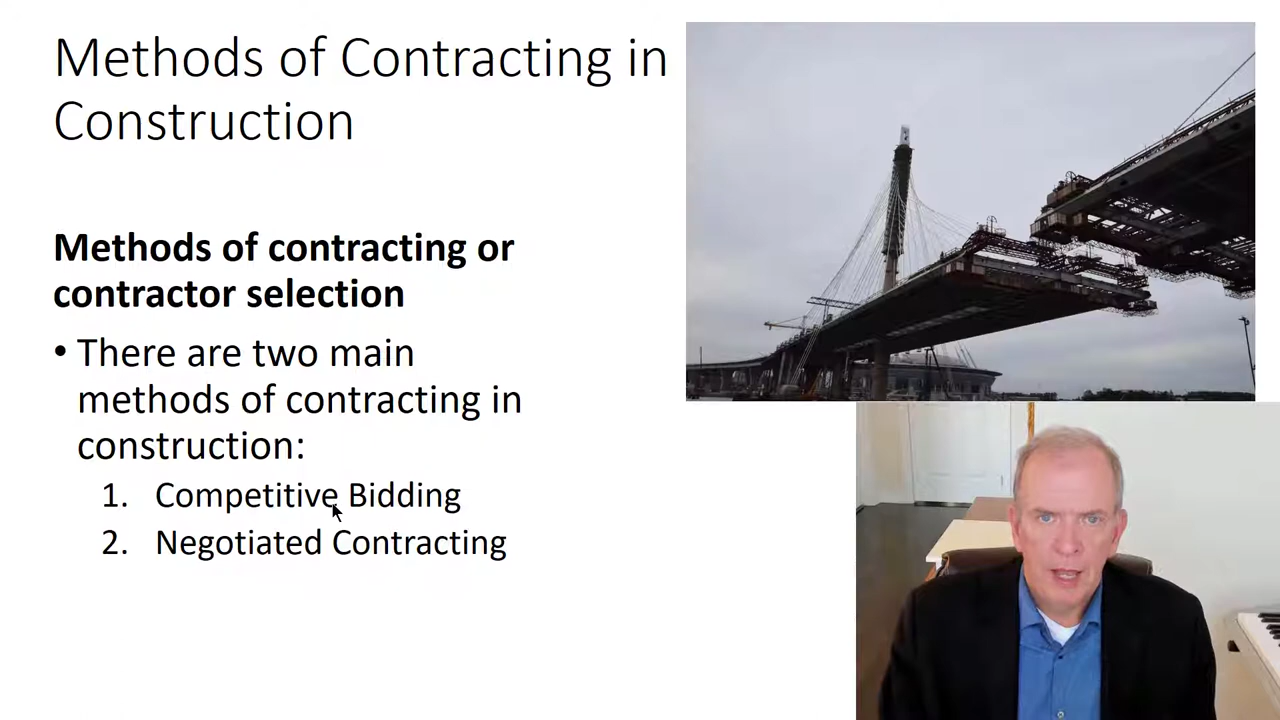 Methods of Contracting in
Construction
Methods of contracting or
contractor selection
• There are two main
methods of contracting in
construction:
1. Competitive Bidding
2. Negotiated Contracting